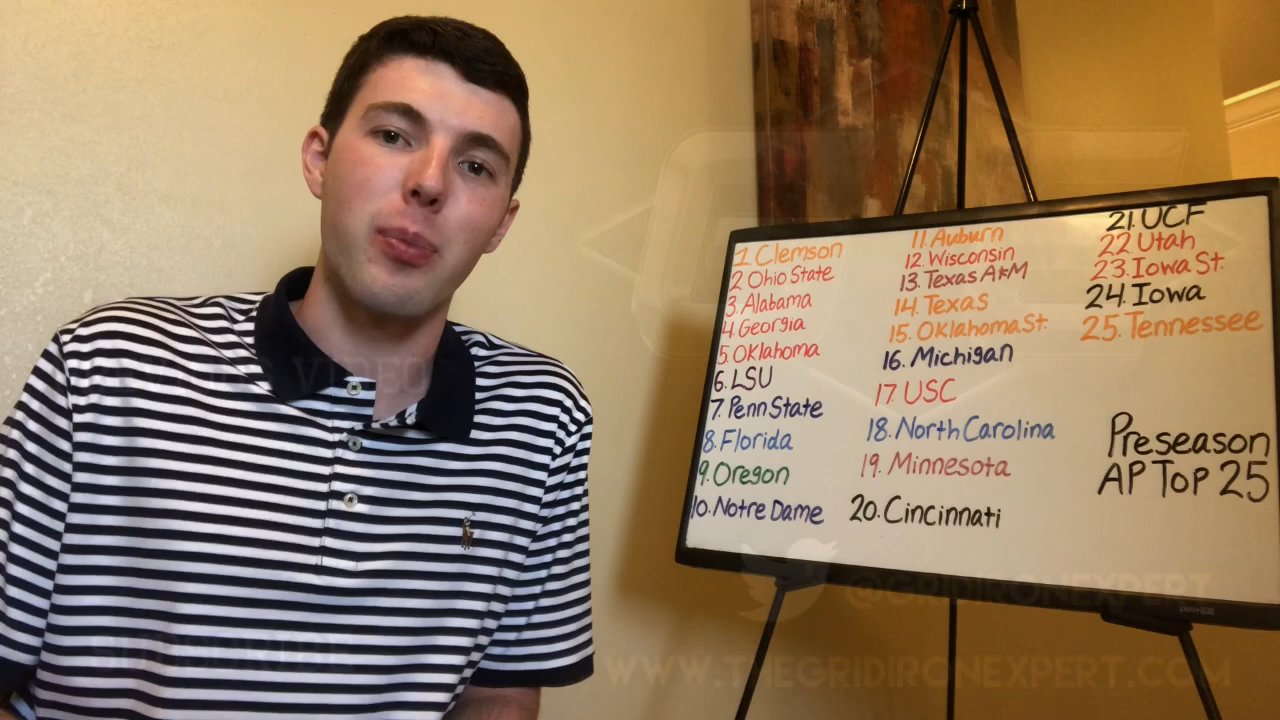 1. Clemson
2 Ohio State
3. Alabama
4. Georgia
5. Oklahoma
6. LSU
7. Penn State
8. Florida
9. Oregon
10. Notre Dame
11. Auburn
12. Wisconsin
13. Texas A&M
14. Texas
15. Oklahoma St.
16. Michigan
17. USC
18. North Carolina
19. Minnesota
20. Cincinnati
21. UCF
22 Utah
23. Iowa St.
24. Iowa
25. Tennessee
Preseason
AP Top 25
@GRIDIRONEXPERT
WWW.THEGRIDIRONEXPERT.COM
SUBSCRIBE